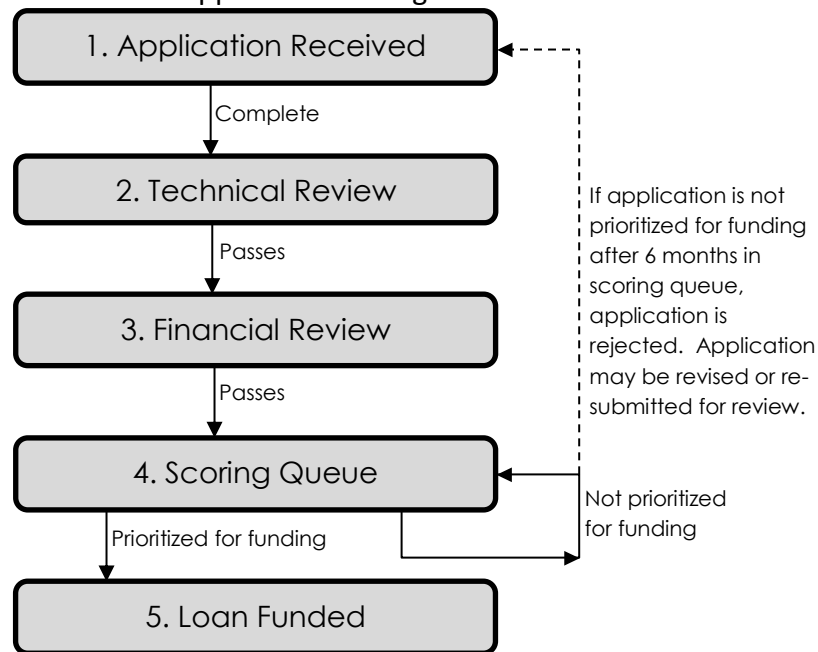 1. Application Received
Complete
2. Technical Review
Passes
3. Financial Review
Passes
4. Scoring Queue
Prioritized for funding
5. Loan Funded
If application is not
prioritized for funding
after 6 months in
scoring queue,
application is
rejected.  Application
may be revised or re-
submitted for review.
Not prioritized
for funding